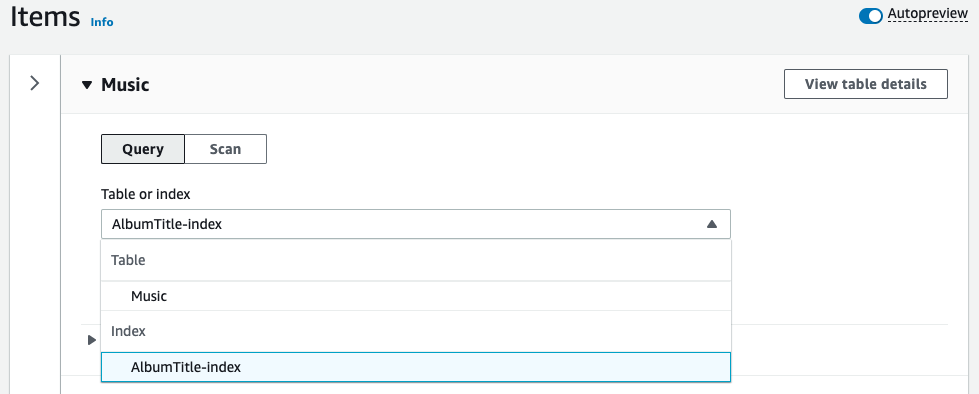 Items Info
Autopreview
Music
View table details
Query Scan
Table or index
AlbumTitle-index
Table
Music
Index
AlbumTitle-index